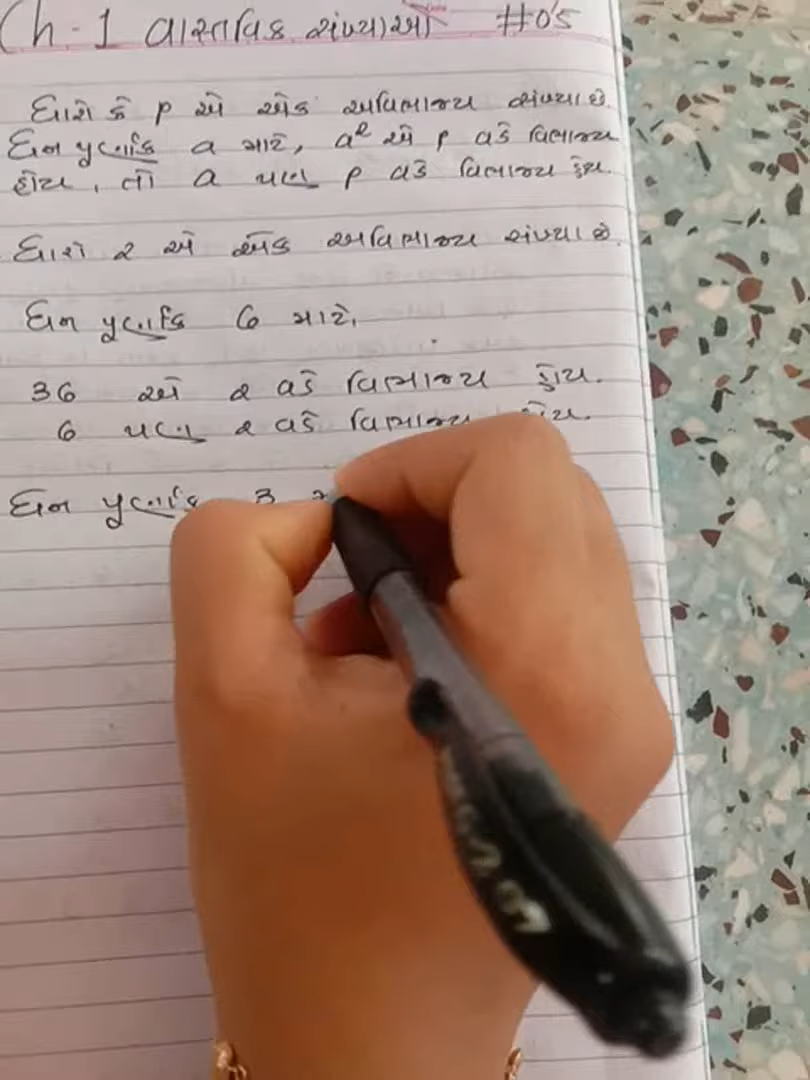 Ch-1 વાસ્તવિક સંખ્યાઓ #05
ધારો કે p એ એક અવિભાજ્ય સંખ્યા છે.
ધન પૂર્ણાંક a માટે, a² એ p વડે વિભાજ્ય
હોય, તો a પણ p વડે વિભાજ્ય હોય.
ધારો 2 એ એક અવિભાજ્ય સંખ્યા છે.
ધન પૂર્ણાંક 6 માટે,
36 એ 2 વડે વિભાજ્ય હોય.
6 પણ 2 વડે વિભાજ્ય હોય.
ધન પૂર્ણાંક 3